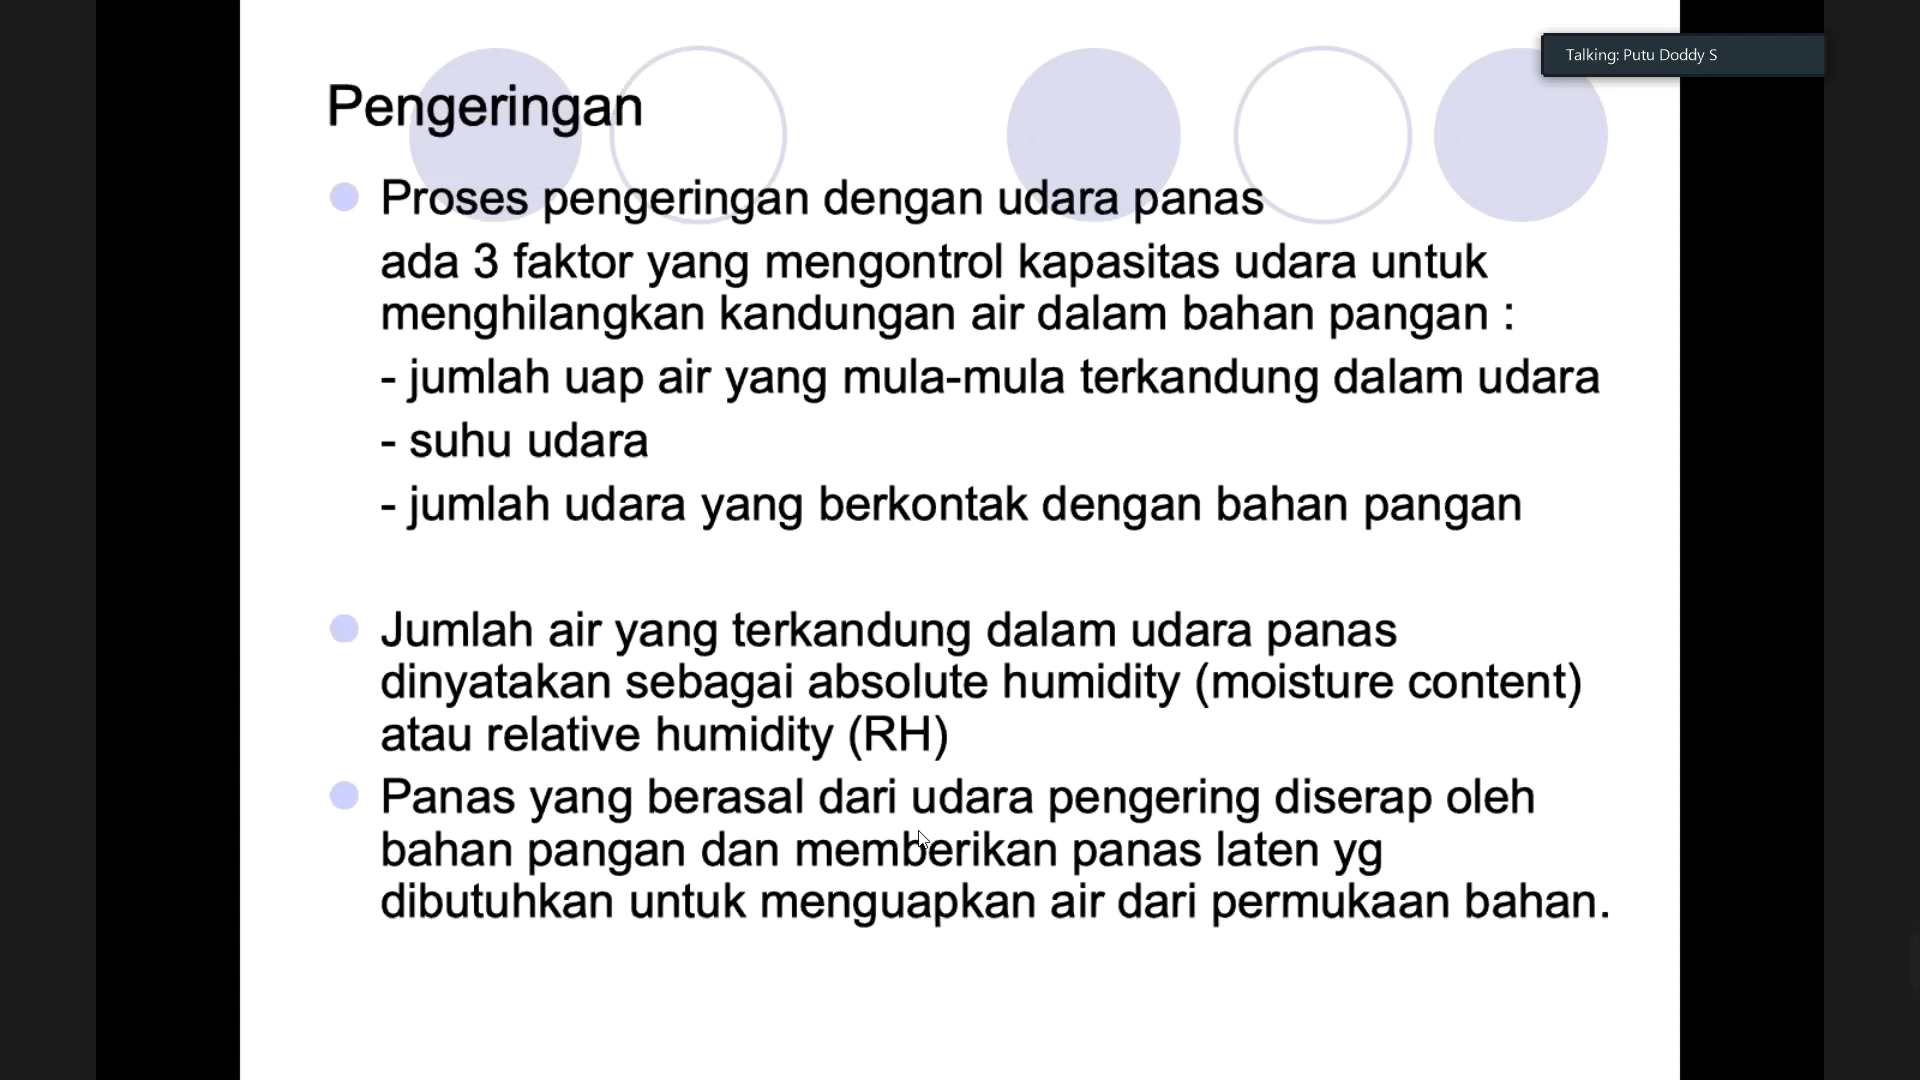 Talking: Putu Doddy S
Pengeringan
Proses pengeringan dengan udara panas
ada 3 faktor yang mengontrol kapasitas udara untuk
menghilangkan kandungan air dalam bahan pangan :
- jumlah uap air yang mula-mula terkandung dalam udara
- suhu udara
- jumlah udara yang berkontak dengan bahan pangan
Jumlah air yang terkandung dalam udara panas
dinyatakan sebagai absolute humidity (moisture content)
atau relative humidity (RH)
Panas yang berasal dari udara pengering diserap oleh
bahan pangan dan memberikan panas laten yg
dibutuhkan untuk menguapkan air dari permukaan bahan.